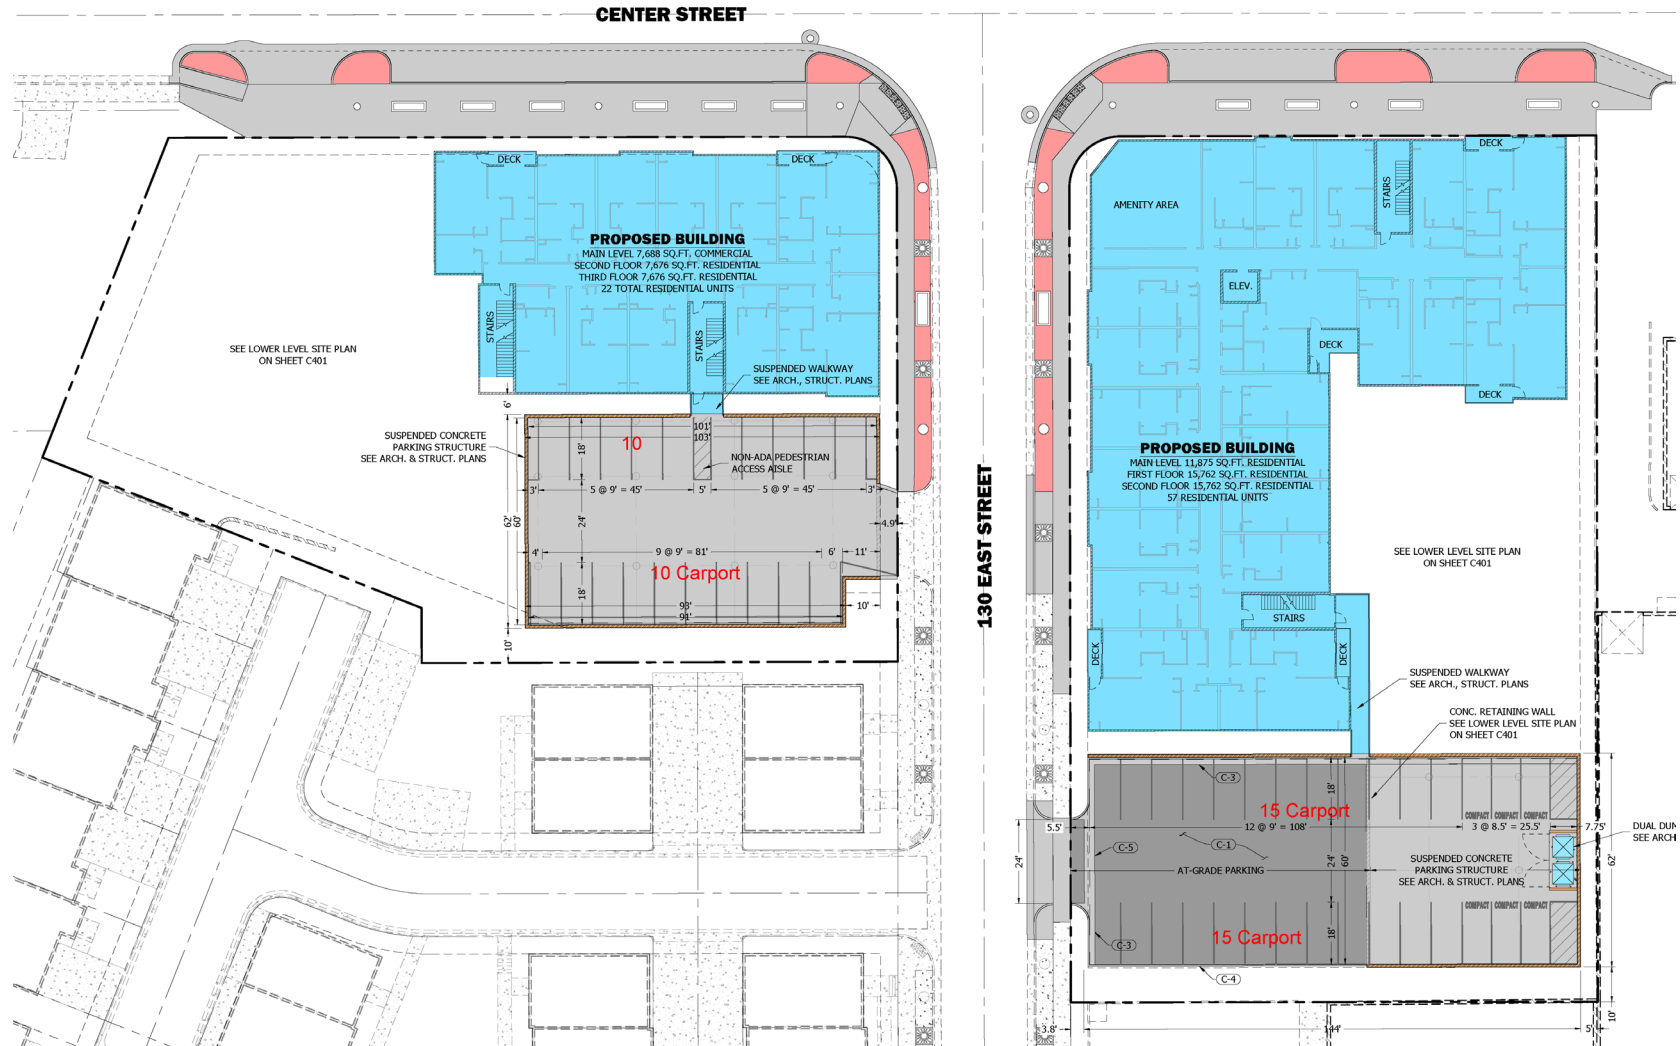 CENTER STREET
DECK
DECK
PROPOSED BUILDING
MAIN LEVEL 7,688 SQ.FT. COMMERCIAL
SECOND FLOOR 7,676 SQ.FT. RESIDENTIAL
THIRD FLOOR 7,676 SQ.FT. RESIDENTIAL
22 TOTAL RESIDENTIAL UNITS
STAIRS
STAIRS
SEE LOWER LEVEL SITE PLAN
ON SHEET C401
SUSPENDED WALKWAY
SEE ARCH., STRUCT. PLANS
6'
SUSPENDED CONCRETE
PARKING STRUCTURE
SEE ARCH. & STRUCT. PLANS
101'
103'
10
18'
NON-ADA PEDESTRIAN
ACCESS AISLE
3'
5 @ 9' = 45'
5'
5 @ 9' = 45'
3'
62'
60'
24'
4.9'
4'
9 @ 9' = 81'
6'
11'
10 Carport
18'
93'
91'
10'
10'
130 EAST STREET
DECK
STAIRS
AMENITY AREA
ELEV.
DECK
DECK
PROPOSED BUILDING
MAIN LEVEL 11,875 SQ.FT. RESIDENTIAL
FIRST FLOOR 15,762 SQ.FT. RESIDENTIAL
SECOND FLOOR 15,762 SQ.FT. RESIDENTIAL
57 RESIDENTIAL UNITS
SEE LOWER LEVEL SITE PLAN
ON SHEET C401
STAIRS
DECK
DECK
SUSPENDED WALKWAY
SEE ARCH., STRUCT. PLANS
CONC. RETAINING WALL
SEE LOWER LEVEL SITE PLAN
ON SHEET C401
C-3
18'
15 Carport
COMPACT COMPACT COMPACT
5.5'
12 @ 9' = 108'
3 @ 8.5' = 25.5'
7.75'
DUAL DUM
SEE ARCH
C-5
C-1
24'
24'
60'
62'
AT-GRADE PARKING
SUSPENDED CONCRETE
PARKING STRUCTURE
SEE ARCH. & STRUCT. PLANS
COMPACT COMPACT COMPACT
15 Carport
18'
C-3
C-4
10'
3.8'
144'
5'